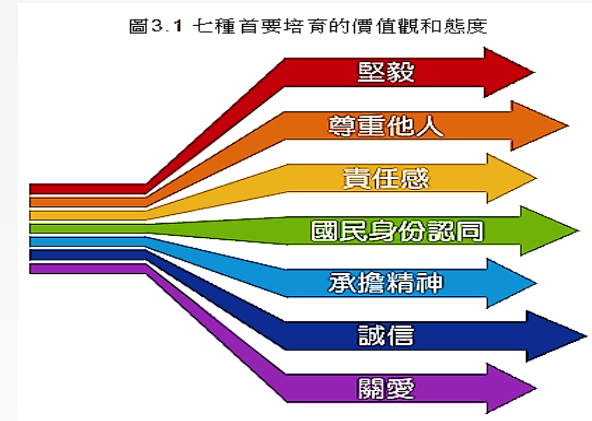 圖3.1 七種首要培育的價值觀和態度
堅毅
尊重他人
責任感
國民身份認同
承擔精神
誠信
關愛